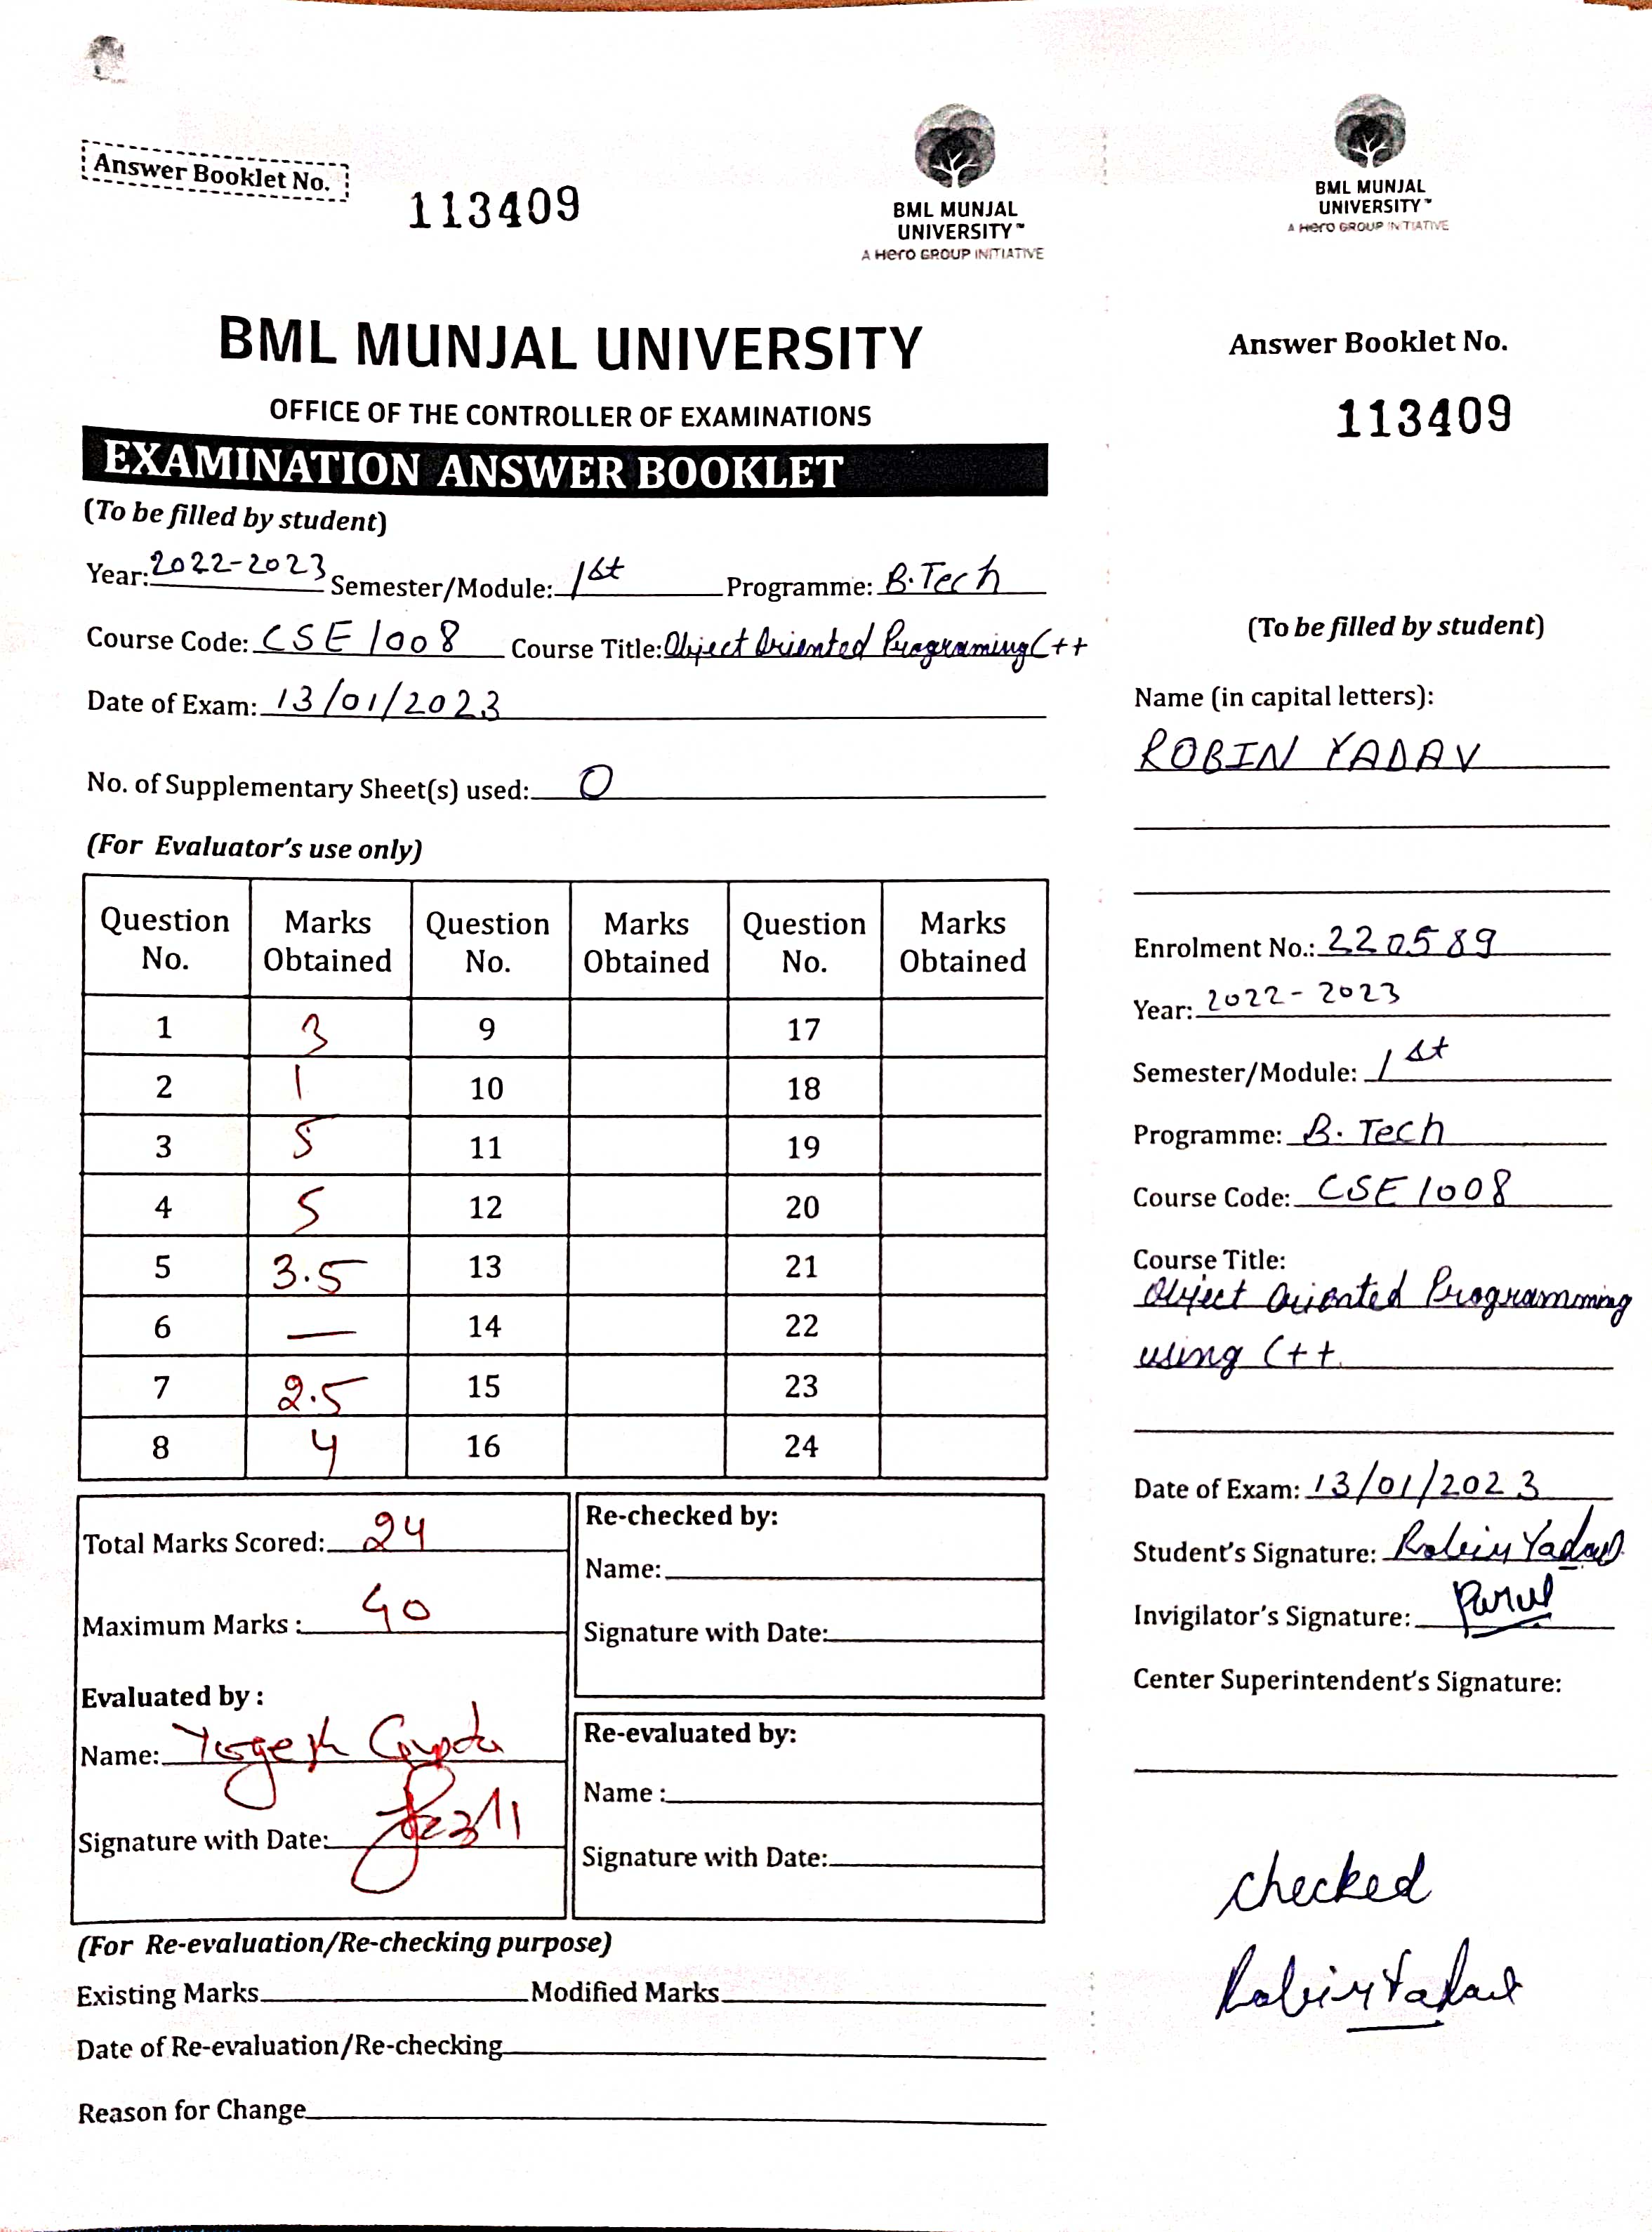 Answer Booklet No.
113409
BML MUNJAL
UNIVERSITY™
A Hero GROUP INITIATIVE
BML MUNJAL UNIVERSITY
OFFICE OF THE CONTROLLER OF EXAMINATIONS
EXAMINATION ANSWER BOOKLET
(To be filled by student)
Year: 2022-2023 Semester/Module: 1st Programme: B.Tech
Course Code: CSE1008 Course Title: Object Oriented Programing C++
Date of Exam: 13/01/2023
No. of Supplementary Sheet(s) used: 0
(For Evaluator's use only)
Question No. Marks Obtained Question No. Marks Obtained Question No. Marks Obtained
1 3 9 17
2 1 10 18
3 5 11 19
4 5 12 20
5 3.5 13 21
6 — 14 22
7 2.5 15 23
8 4 16 24
Total Marks Scored: 24
Maximum Marks : 40
Evaluated by :
Name: Yogesh Gupta
Signature with Date:
Re-checked by:
Name:
Signature with Date:
Re-evaluated by:
Name :
Signature with Date:
(For Re-evaluation/Re-checking purpose)
Existing Marks Modified Marks
Date of Re-evaluation/Re-checking
Reason for Change
BML MUNJAL
UNIVERSITY™
A Hero GROUP INITIATIVE
Answer Booklet No.
113409
(To be filled by student)
Name (in capital letters):
ROBIN YADAV
Enrolment No.: 220589
Year: 2022-2023
Semester/Module: 1st
Programme: B.Tech
Course Code: CSE1008
Course Title:
Object Oriented Programming
using C++
Date of Exam: 13/01/2023
Student's Signature: Robin Yadav
Invigilator's Signature: Parul
Center Superintendent's Signature:
checked
Robin Yadav